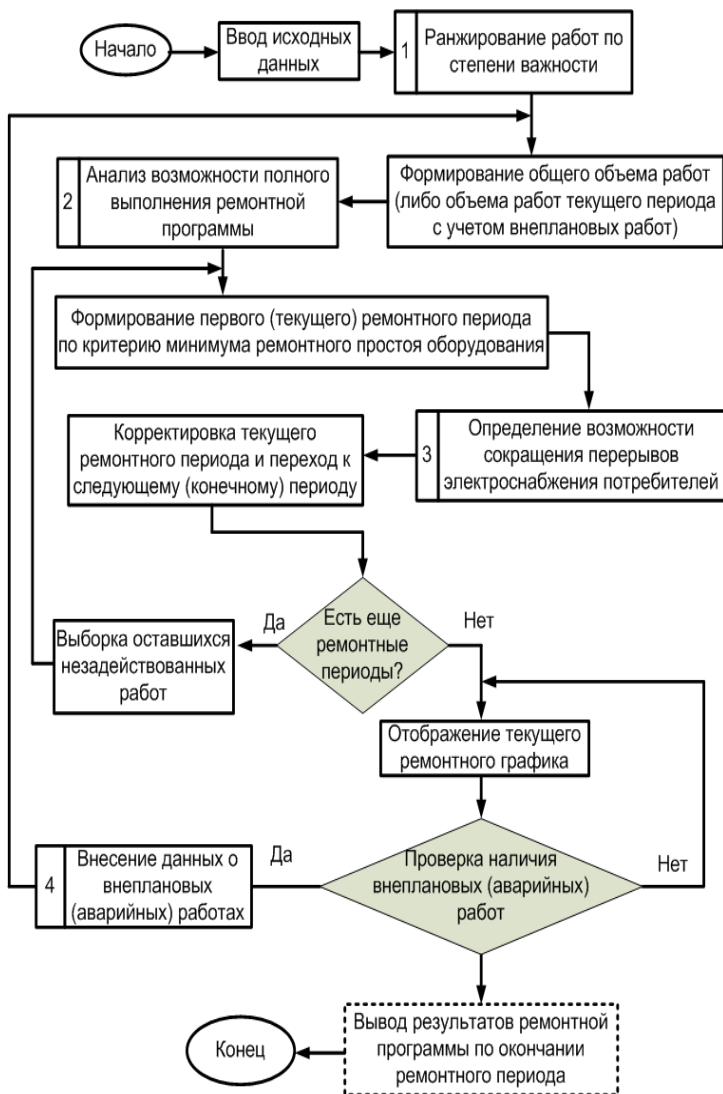 Начало
Ввод исходных
данных
1
Ранжирование работ по
степени важности
Формирование общего объема работ
(либо объема работ текущего периода
с учетом внеплановых работ)
2
Анализ возможности полного
выполнения ремонтной
программы
Формирование первого (текущего) ремонтного периода
по критерию минимума ремонтного простоя оборудования
3
Определение возможности
сокращения перерывов
электроснабжения потребителей
Корректировка текущего
ремонтного периода и переход к
следующему (конечному) периоду
Есть еще
ремонтные
периоды?
Да
Нет
Выборка оставшихся
незадействованных
работ
Отображение текущего
ремонтного графика
Проверка наличия
внеплановых (аварийных)
работ
Да
Нет
4
Внесение данных о
внеплановых
(аварийных) работах
Вывод результатов ремонтной
программы по окончании
ремонтного периода
Конец